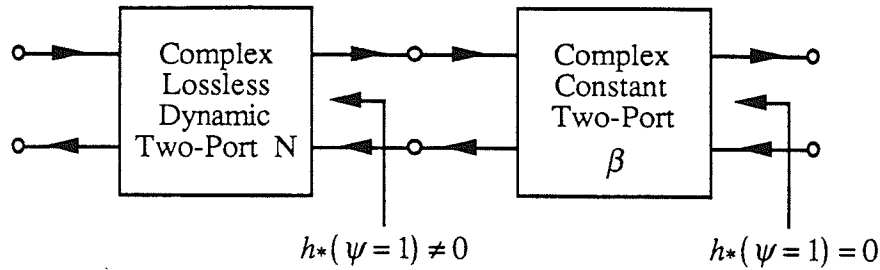 Complex
Lossless
Dynamic
Two-Port N
Complex
Constant
Two-Port
β
h*(ψ=1)≠0
h*(ψ=1)=0